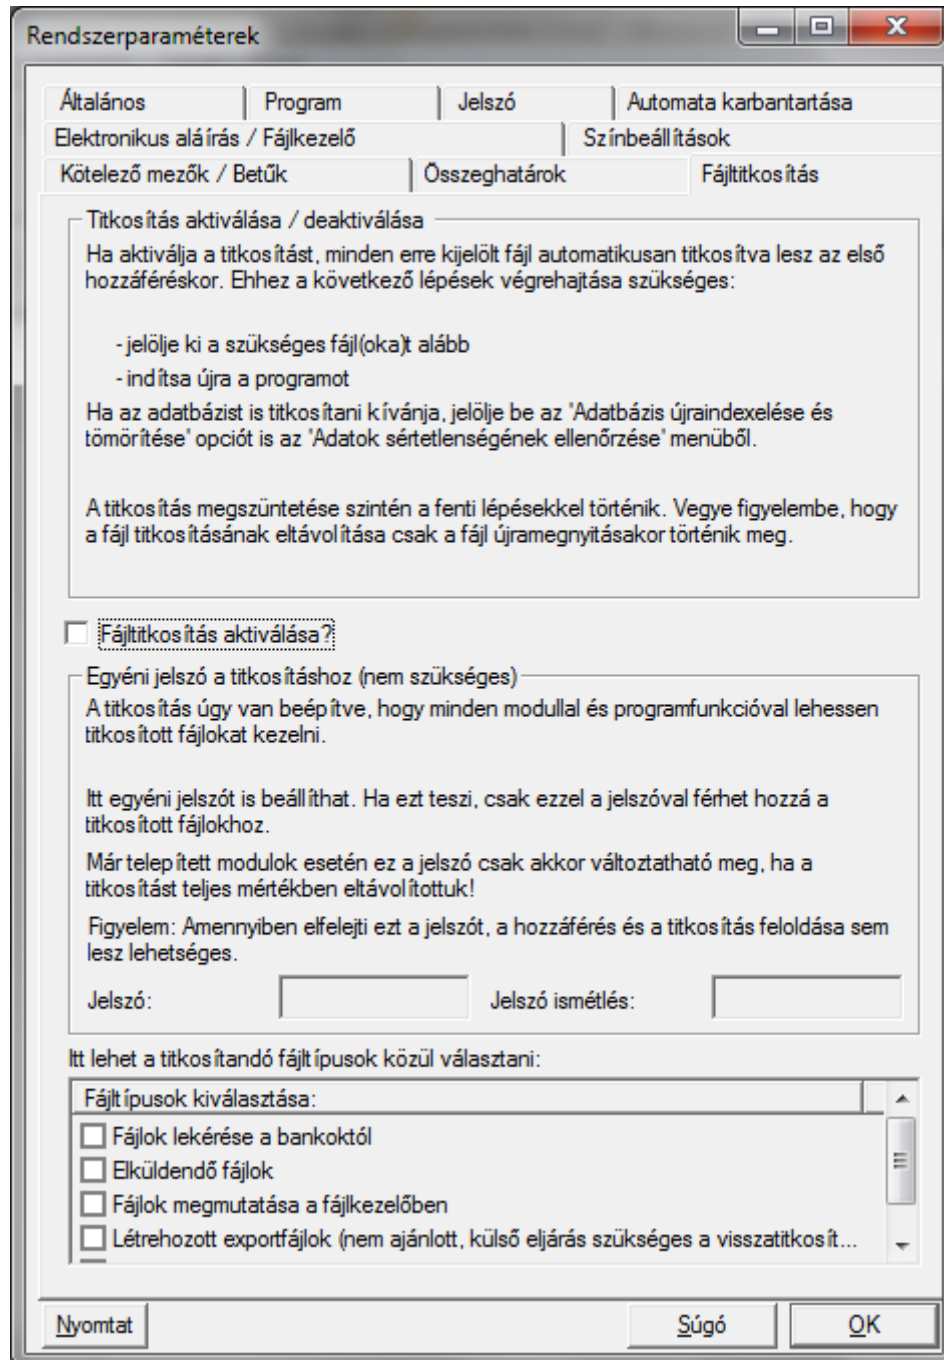 Rendszerparaméterek
Általános
Program
Jelszó
Automata karbantartása
Elektronikus aláírás / Fájlkezelő
Színbeállítások
Kötelező mezők / Betűk
Összeghatárok
Fájltitkosítás
Titkosítás aktiválása / deaktiválása
Ha aktiválja a titkosítást, minden erre kijelölt fájl automatikusan titkosítva lesz az első
hozzáféréskor. Ehhez a következő lépések végrehajtása szükséges:
- jelölje ki a szükséges fájl(oka)t alább
- indítsa újra a programot
Ha az adatbázist is titkosítani kívánja, jelölje be az 'Adatbázis újraindexelése és
tömörítése' opciót is az 'Adatok sértetlenségének ellenőrzése' menüből.
A titkosítás megszüntetése szintén a fenti lépésekkel történik. Vegye figyelembe, hogy
a fájl titkosításának eltávolítása csak a fájl újramegnyitásakor történik meg.
Fájltitkosítás aktiválása?
Egyéni jelszó a titkosításhoz (nem szükséges)
A titkosítás úgy van beépítve, hogy minden modullal és programfunkcióval lehessen
titkosított fájlokat kezelni.
Itt egyéni jelszót is beállíthat. Ha ezt teszi, csak ezzel a jelszóval férhet hozzá a
titkosított fájlokhoz.
Már telepített modulok esetén ez a jelszó csak akkor változtatható meg, ha a
titkosítást teljes mértékben eltávolítottuk!
Figyelem: Amennyiben elfelejti ezt a jelszót, a hozzáférés és a titkosítás feloldása sem
lesz lehetséges.
Jelszó:
Jelszó ismétlés:
Itt lehet a titkosítandó fájltípusok közül választani:
Fájltípusok kiválasztása:
Fájlok lekérése a bankoktól
Elküldendő fájlok
Fájlok megmutatása a fájlkezelőben
Létrehozott exportfájlok (nem ajánlott, külső eljárás szükséges a visszatitkosít...
Nyomtat
Súgó
OK